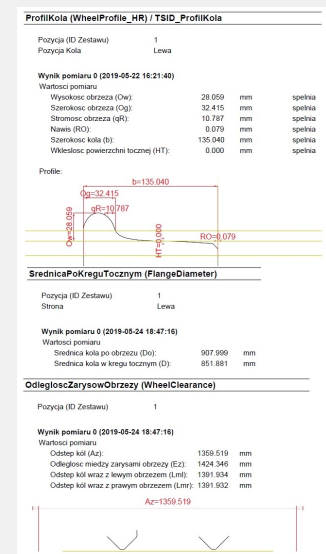 ProfilKola (WheelProfile_HR) / TSID_ProfilKola
Pozycja (ID Zestawu) 1
Pozycja Kola Lewa
Wynik pomiaru 0 (2019-05-22 16:21:40)
Wartosci pomiaru
Wysokosc obrzeza (Ow): 28.059 mm spelnia
Szerokosc obrzeza (Og): 32.415 mm spelnia
Stromosc obrzeza (qR): 10.787 mm spelnia
Nawis (RO): 0.079 mm spelnia
Szerokosc kola (b): 135.040 mm spelnia
Wkleslosc powierzchni tocznej (HT): 0.000 mm spelnia
Profile:
b=135.040
Og=32.415
qR=10.787
Ow=28.059
HT=0.000
RO=0.079
SrednicaPoKreguTocznym (FlangeDiameter)
Pozycja (ID Zestawu) 1
Strona Lewa
Wynik pomiaru 0 (2019-05-24 18:47:16)
Wartosci pomiaru
Srednica kola po obrzezu (Do): 907.999 mm
Srednica kola w kregu tocznym (D): 851.881 mm
OdlegloscZarysowObrzezy (WheelClearance)
Pozycja (ID Zestawu) 1
Wynik pomiaru 0 (2019-05-24 18:47:16)
Wartosci pomiaru
Odstep kól (Az): 1359.519 mm
Odleglosc miedzy zarysami obrzezy (Ez): 1424.346 mm
Odstep kól wraz z lewym obrzezem (Lml): 1391.934 mm
Odstep kól wraz z prawym obrzezem (Lmr): 1391.932 mm
Az=1359.519